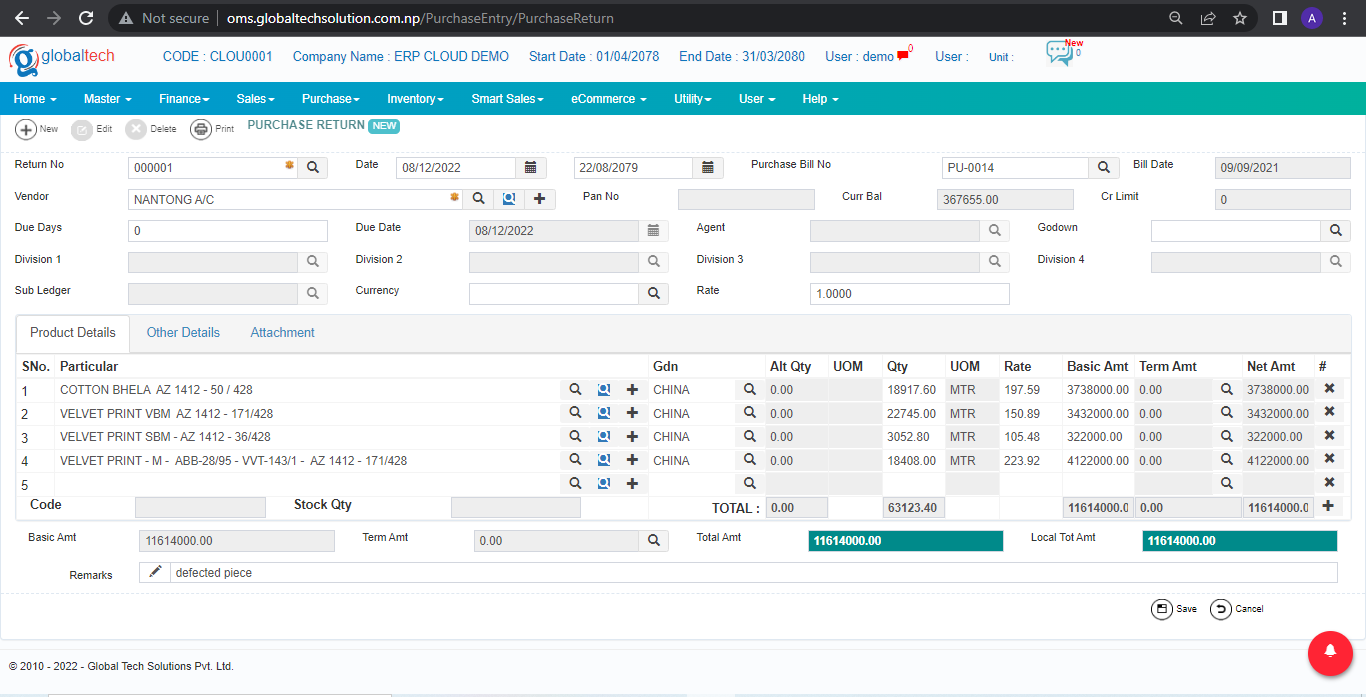 Not secure | oms.globaltechsolution.com.np/PurchaseEntry/PurchaseReturn A
globaltech CODE : CLOU0001 Company Name : ERP CLOUD DEMO Start Date : 01/04/2078 End Date : 31/03/2080 User : demo 0 User : Unit : New 0
Home Master Finance Sales Purchase Inventory Smart Sales eCommerce Utility User Help
New Edit Delete Print PURCHASE RETURN NEW
Return No 000001 Date 08/12/2022 22/08/2079 Purchase Bill No PU-0014 Bill Date 09/09/2021
Vendor NANTONG A/C Pan No Curr Bal 367655.00 Cr Limit 0
Due Days 0 Due Date 08/12/2022 Agent Godown
Division 1 Division 2 Division 3 Division 4
Sub Ledger Currency Rate 1.0000
Product Details Other Details Attachment
SNo. Particular Gdn Alt Qty UOM Qty UOM Rate Basic Amt Term Amt Net Amt #
1 COTTON BHELA AZ 1412 - 50 / 428 CHINA 0.00 18917.60 MTR 197.59 3738000.00 0.00 3738000.00
2 VELVET PRINT VBM AZ 1412 - 171/428 CHINA 0.00 22745.00 MTR 150.89 3432000.00 0.00 3432000.00
3 VELVET PRINT SBM - AZ 1412 - 36/428 CHINA 0.00 3052.80 MTR 105.48 322000.00 0.00 322000.00
4 VELVET PRINT - M - ABB-28/95 - VVT-143/1 - AZ 1412 - 171/428 CHINA 0.00 18408.00 MTR 223.92 4122000.00 0.00 4122000.00
5
Code Stock Qty TOTAL : 0.00 63123.40 11614000.0 0.00 11614000.0
Basic Amt 11614000.00 Term Amt 0.00 Total Amt 11614000.00 Local Tot Amt 11614000.00
Remarks defected piece
Save Cancel
© 2010 - 2022 - Global Tech Solutions Pvt. Ltd.